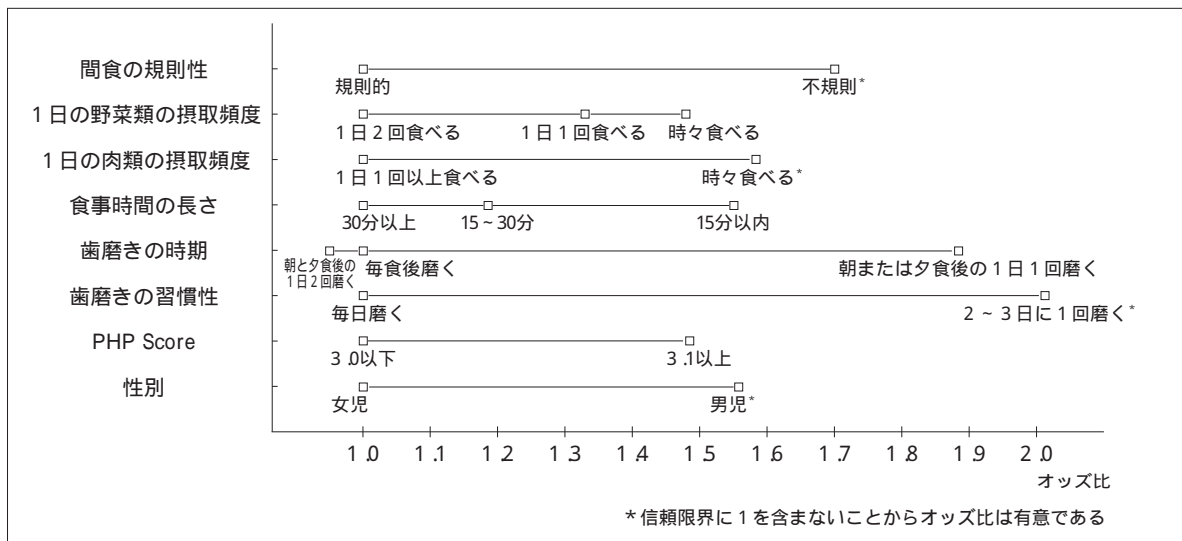 間食の規則性
規則的
不規則*
1日の野菜類の摂取頻度
1日2回食べる
1日1回食べる
時々食べる
1日の肉類の摂取頻度
1日1回以上食べる
時々食べる*
食事時間の長さ
30分以上
15~30分
15分以内
歯磨きの時期
朝と夕食後の
1日2回磨く
毎食後磨く
朝または夕食後の1日1回磨く
歯磨きの習慣性
毎日磨く
2~3日に1回磨く*
PHP Score
3.0以下
3.1以上
性別
女児
男児*
1.0 1.1 1.2 1.3 1.4 1.5 1.6 1.7 1.8 1.9 2.0
オッズ比
*信頼限界に1を含まないことからオッズ比は有意である